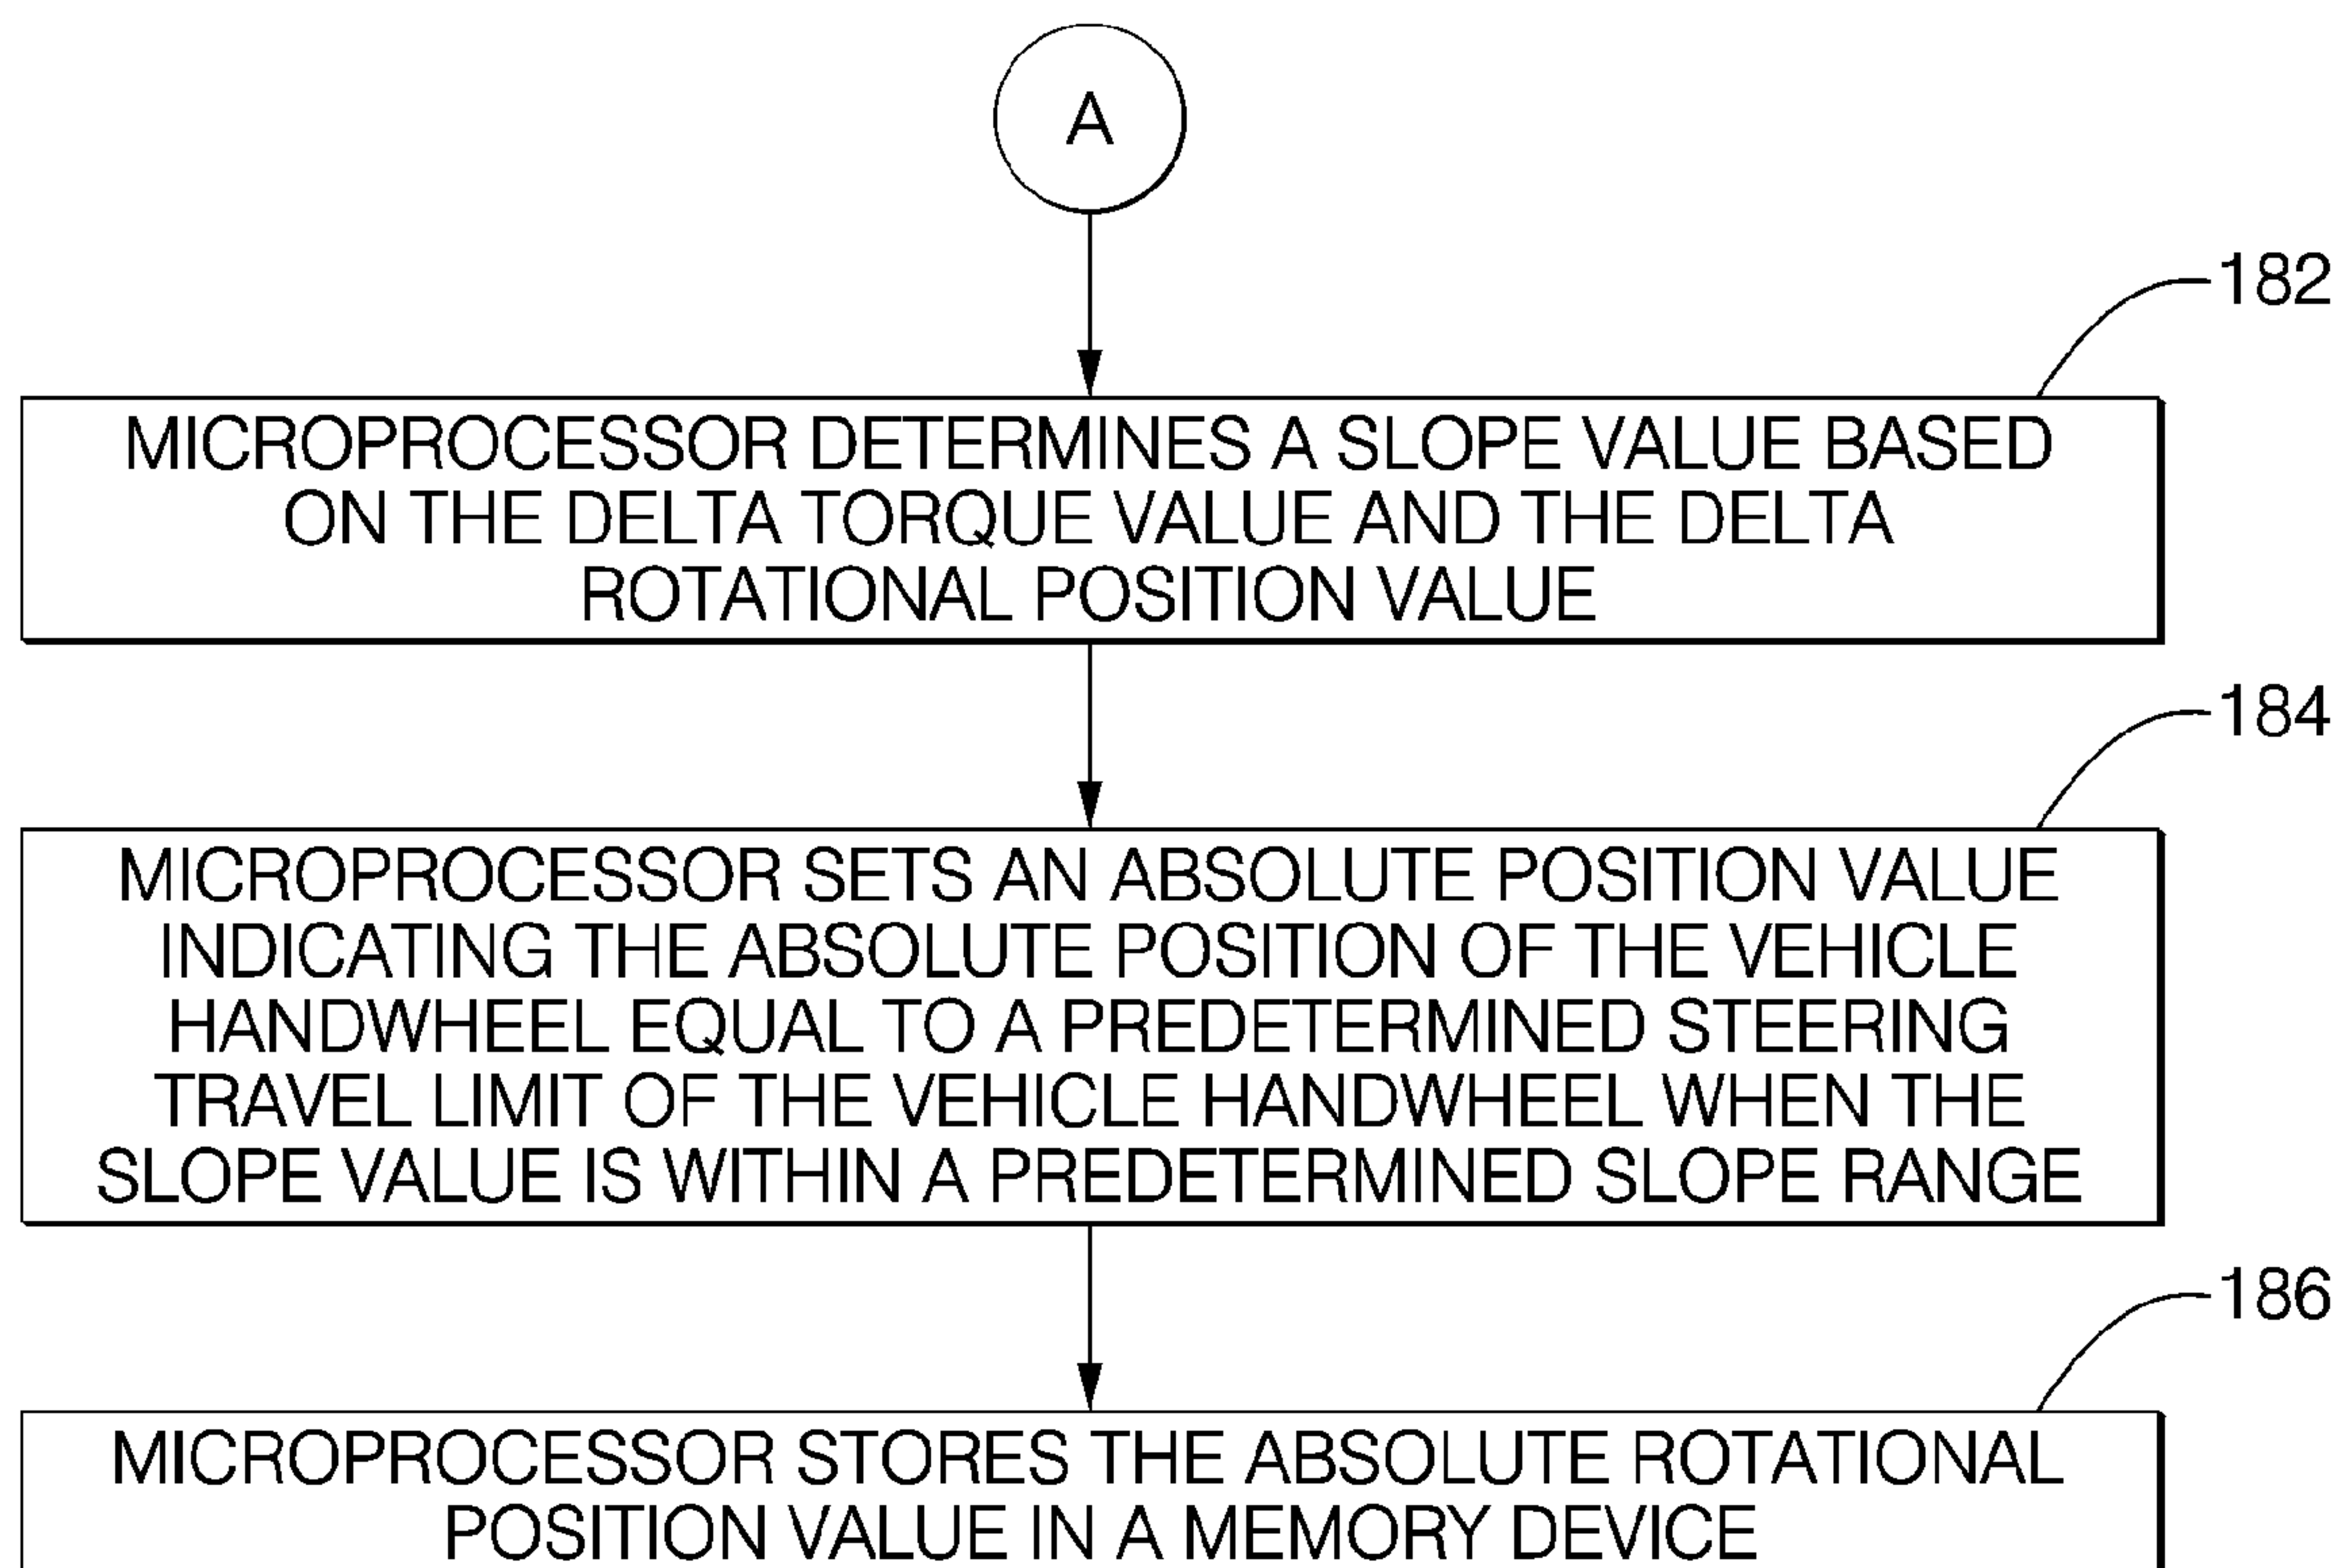 A
182
MICROPROCESSOR DETERMINES A SLOPE VALUE BASED
ON THE DELTA TORQUE VALUE AND THE DELTA
ROTATIONAL POSITION VALUE
184
MICROPROCESSOR SETS AN ABSOLUTE POSITION VALUE
INDICATING THE ABSOLUTE POSITION OF THE VEHICLE
HANDWHEEL EQUAL TO A PREDETERMINED STEERING
TRAVEL LIMIT OF THE VEHICLE HANDWHEEL WHEN THE
SLOPE VALUE IS WITHIN A PREDETERMINED SLOPE RANGE
186
MICROPROCESSOR STORES THE ABSOLUTE ROTATIONAL
POSITION VALUE IN A MEMORY DEVICE